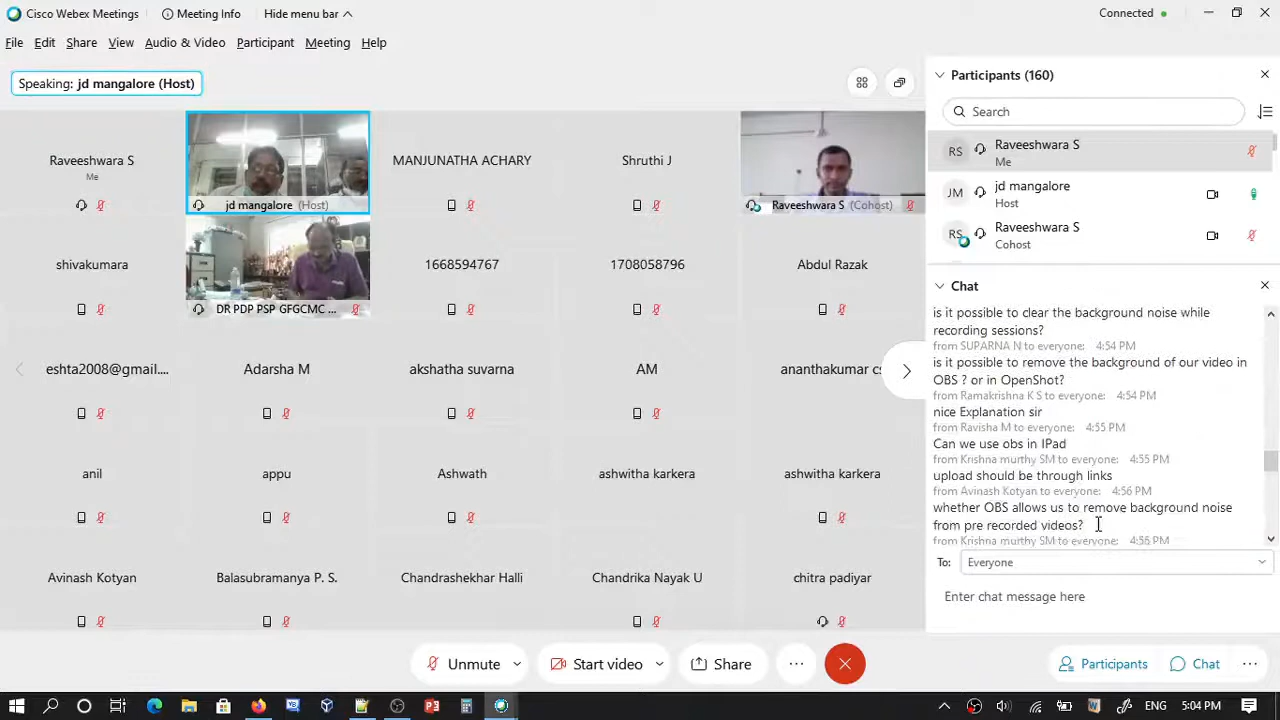 Cisco Webex Meetings
Meeting Info
Hide menu bar
Connected
File Edit Share View Audio & Video Participant Meeting Help
Speaking: jd mangalore (Host)
Raveeshwara S
Me
jd mangalore (Host)
MANJUNATHA ACHARY
Shruthi J
Raveeshwara S (Cohost)
shivakumara
DR PDP PSP GFGCMC ...
1668594767
1708058796
Abdul Razak
eshta2008@gmail....
Adarsha M
akshatha suvarna
AM
ananthakumar cs
anil
appu
Ashwath
ashwitha karkera
ashwitha karkera
Avinash Kotyan
Balasubramanya P. S.
Chandrashekhar Halli
Chandrika Nayak U
chitra padiyar
Unmute
Start video
Share
Participants (160)
Search
RS
Raveeshwara S
Me
JM
jd mangalore
Host
RS
Raveeshwara S
Cohost
Chat
is it possible to clear the background noise while
recording sessions?
from SUPARNA N to everyone: 4:54 PM
is it possible to remove the background of our video in
OBS ? or in OpenShot?
from Ramakrishna K S to everyone: 4:54 PM
nice Explanation sir
from Ravisha M to everyone: 4:55 PM
Can we use obs in IPad
from Krishna murthy SM to everyone: 4:55 PM
upload should be through links
from Avinash Kotyan to everyone: 4:56 PM
whether OBS allows us to remove background noise
from pre recorded videos?
from Krishna murthy SM to everyone: 4:56 PM
To: Everyone
Enter chat message here
Participants
Chat
ENG
5:04 PM